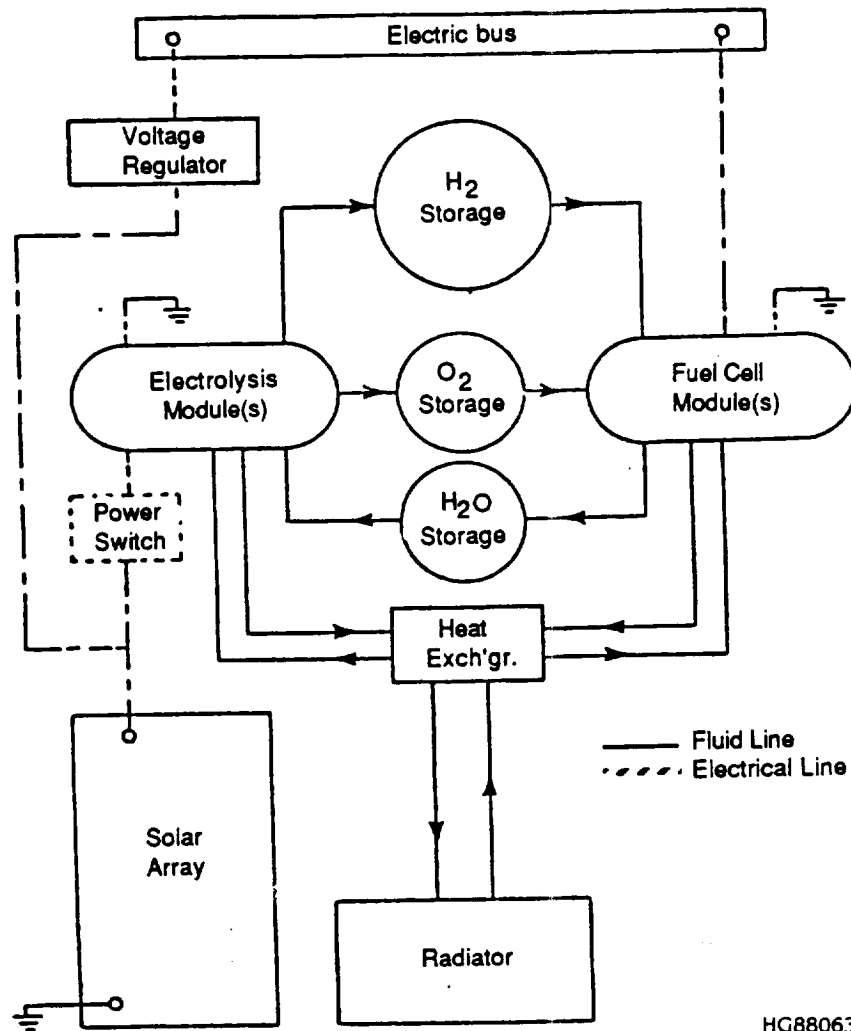 Electric bus
Voltage
Regulator
H2
Storage
Electrolysis
Module(s)
O2
Storage
Fuel Cell
Module(s)
H2O
Storage
Power
Switch
Heat
Exch'gr.
Fluid Line
Electrical Line
Solar
Array
Radiator
HG88063